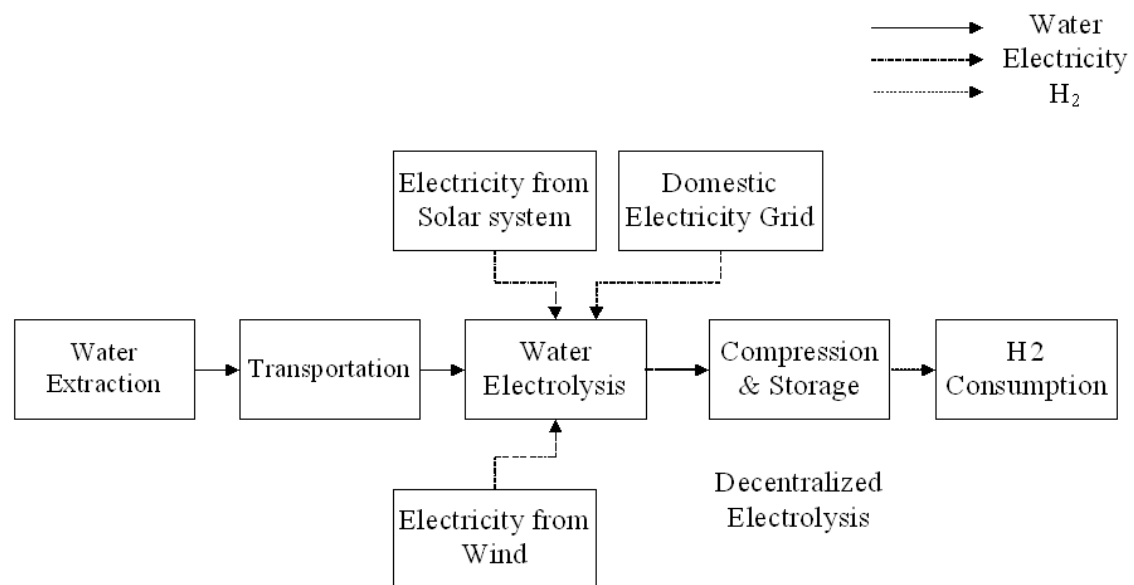 Water
Electricity
H₂
Electricity from
Solar system
Domestic
Electricity Grid
Water
Extraction
Transportation
Water
Electrolysis
Compression
& Storage
H2
Consumption
Electricity from
Wind
Decentralized
Electrolysis